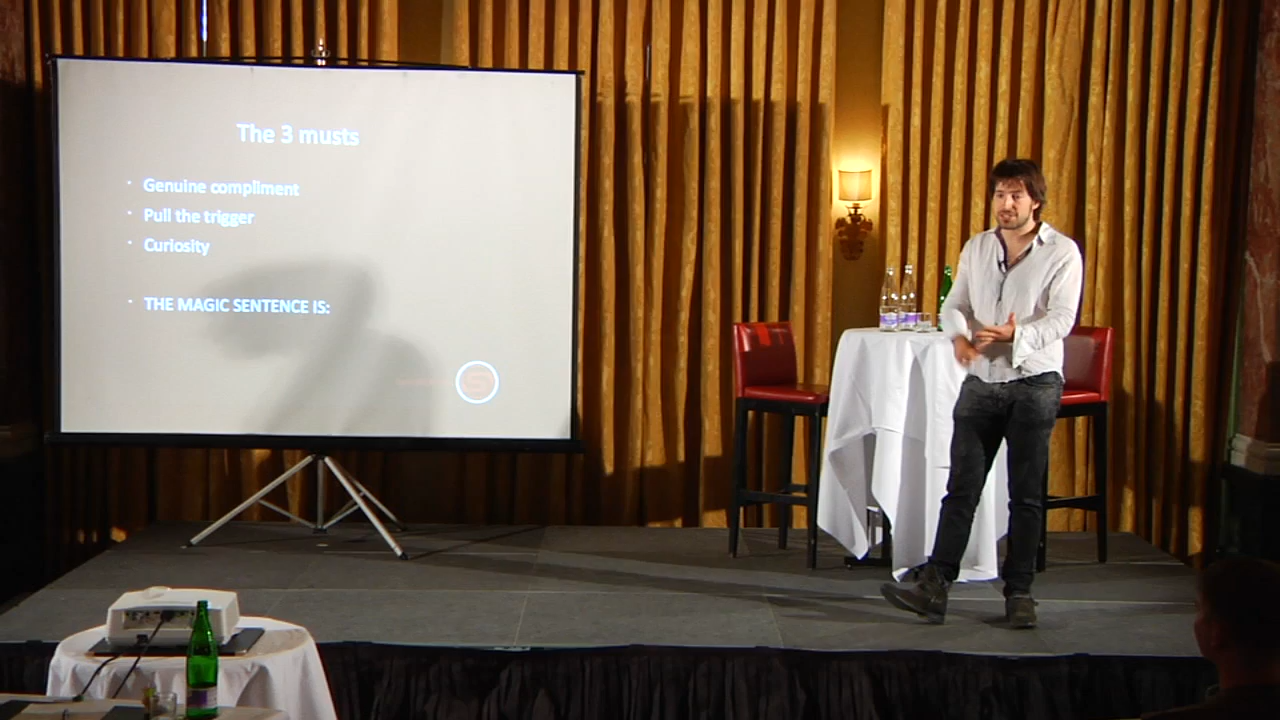 The 3 musts
Genuine compliment
Pull the trigger
Curiosity
THE MAGIC SENTENCE IS: